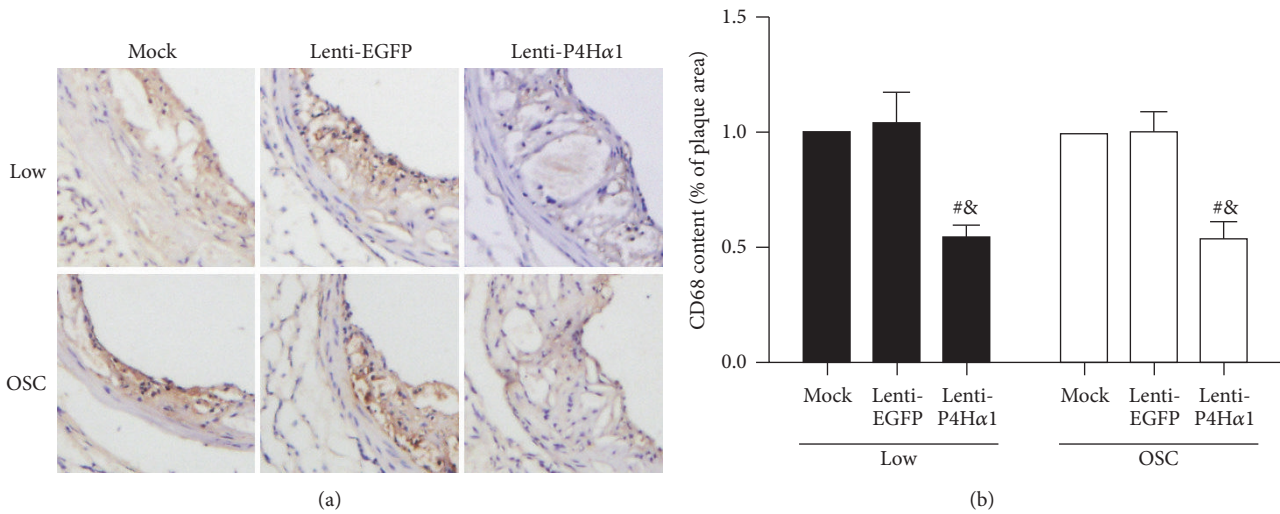 Mock Lenti-EGFP Lenti-P4Hα1
Low
OSC
(a)
CD68 content (% of plaque area)
1.5
1.0
0.5
0.0
#&
#&
Mock Lenti- Lenti- Mock Lenti- Lenti-
EGFP P4Hα1 EGFP P4Hα1
Low OSC
(b)